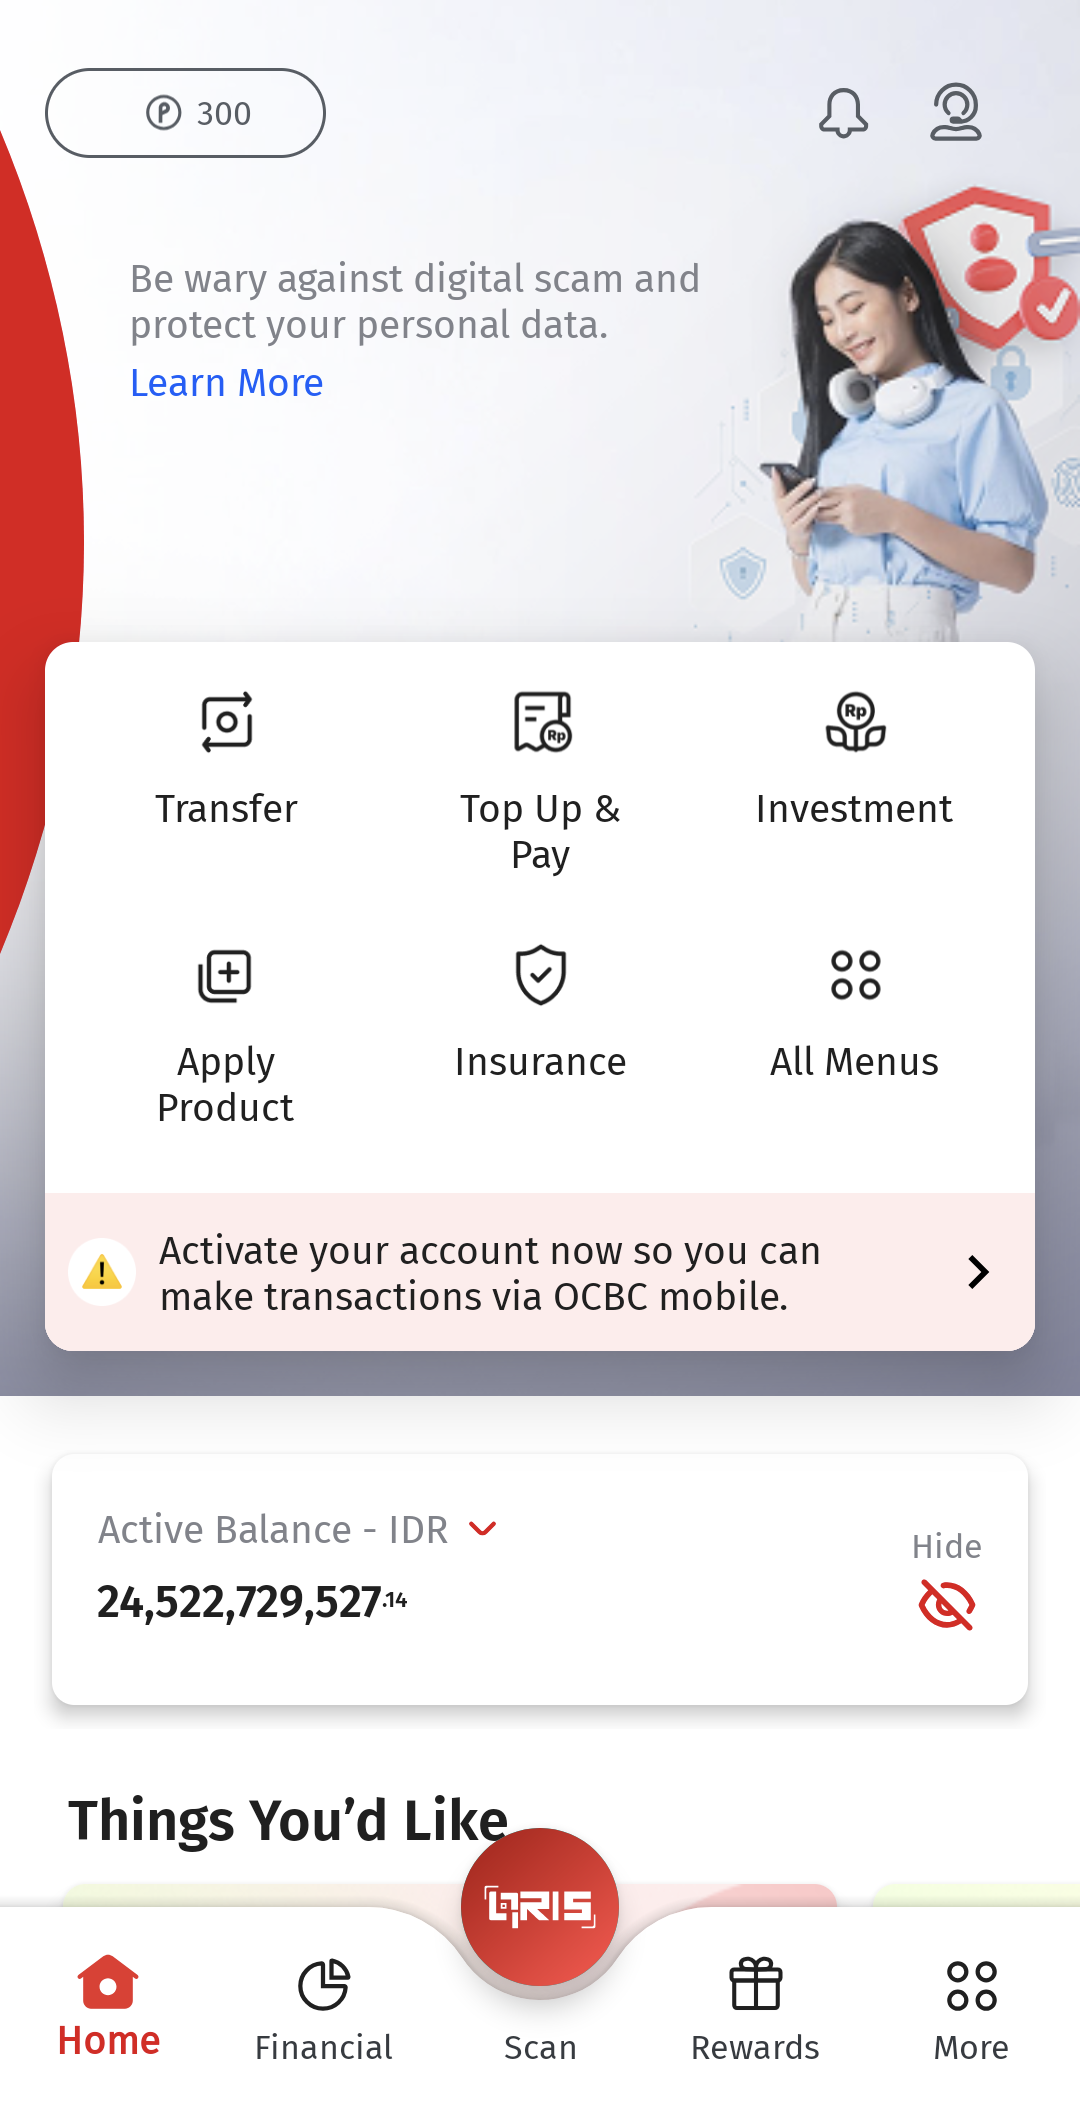 300
Be wary against digital scam and
protect your personal data.
Learn More
Rp
Rp
Transfer
Top Up &
Pay
Investment
Apply
Product
Insurance
All Menus
Activate your account now so you can
make transactions via OCBC mobile.
Active Balance - IDR
Hide
24,522,729,527.14
Things You’d Like
QRIS
Home
Financial
Scan
Rewards
More